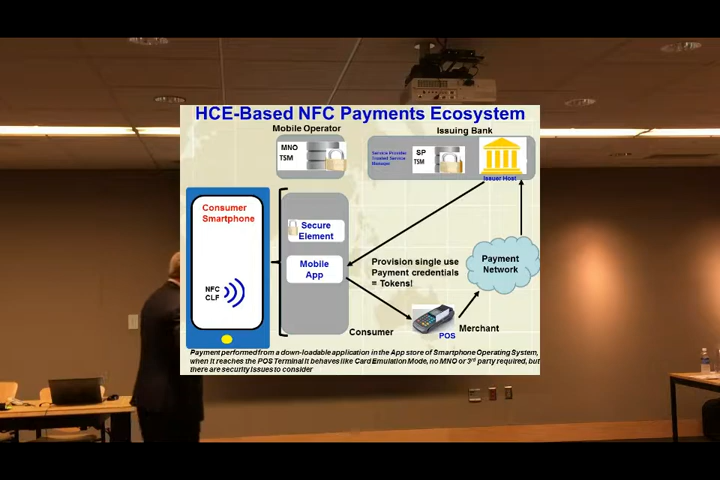 HCE-Based NFC Payments Ecosystem
Mobile Operator
Issuing Bank
MNO
TSM
Service Provider
Trusted Service
Manager
SP
TSM
Issuer Host
Consumer
Smartphone
Secure
Element
Mobile
App
NFC
CLF
Provision single use
Payment credentials
= Tokens!
Payment
Network
Consumer
POS
Merchant
Payment performed from a down-loadable application in the App store of Smartphone Operating System,
when it reaches the POS Terminal it behaves like Card Emulation Mode, no MNO or 3rd party required, but
there are security issues to consider